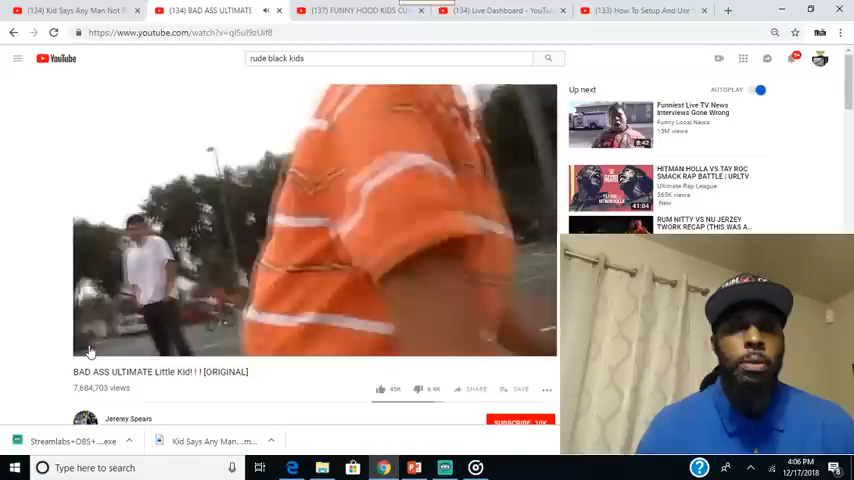 (134) Kid Says Any Man Not P
(134) BAD ASS ULTIMATE
(137) FUNNY HOOD KIDS CU
(134) Live Dashboard - YouTu
(133) How To Setup And Use
https://www.youtube.com/watch?v=qI5uI9zUif8
YouTube
rude black kids
Up next
AUTOPLAY
Funniest Live TV News
Interviews Gone Wrong
Funny Local News
15M views
8:42
HITMAN HOLLA VS TAY ROC
SMACK RAP BATTLE | URLTV
Ultimate Rap League
365K views
New
41:04
RUM NITTY VS NU JERZEY
TWORK RECAP (THIS WAS A...
BAD ASS ULTIMATE Little Kid! ! ! [ORIGINAL]
7,684,703 views
45K
6.4K
SHARE
SAVE
Jeremy Spears
SUBSCRIBE 10K
Streamlabs+OBS+....exe
Kid Says Any Man....m...
Type here to search
4:06 PM
12/17/2018